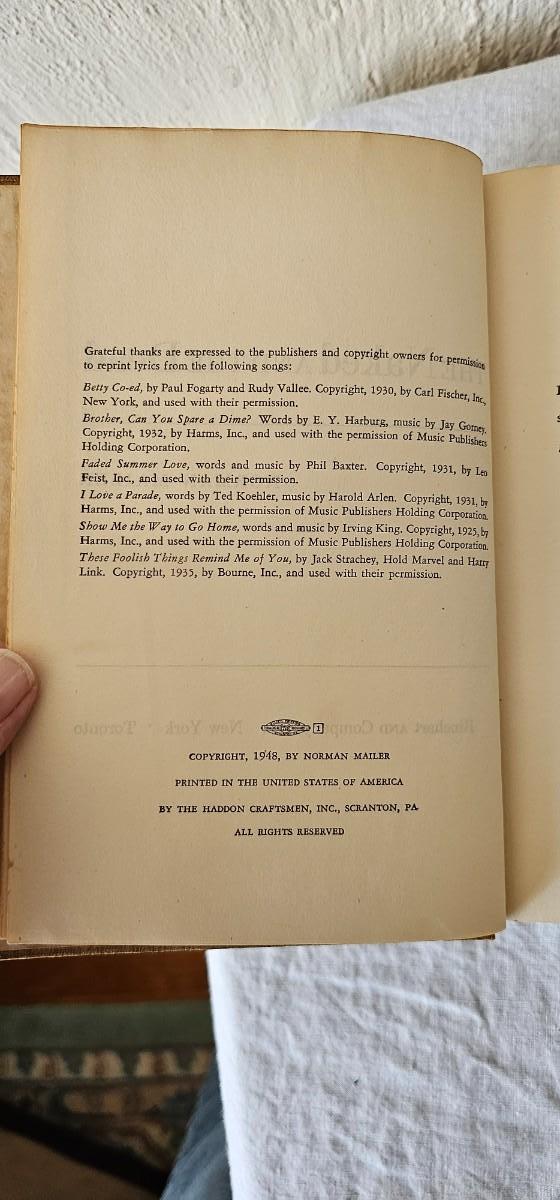 Grateful thanks are expressed to the publishers and copyright owners for permission
to reprint lyrics from the following songs:
Betty Co-ed, by Paul Fogarty and Rudy Vallee. Copyright, 1930, by Carl Fischer, Inc.,
New York, and used with their permission.
Brother, Can You Spare a Dime? Words by E. Y. Harburg, music by Jay Gorney.
Copyright, 1932, by Harms, Inc., and used with the permission of Music Publishers
Holding Corporation.
Faded Summer Love, words and music by Phil Baxter. Copyright, 1931, by Leo
Feist, Inc., and used with their permission.
I Love a Parade, words by Ted Koehler, music by Harold Arlen. Copyright, 1931, by
Harms, Inc., and used with the permission of Music Publishers Holding Corporation.
Show Me the Way to Go Home, words and music by Irving King. Copyright, 1925, by
Harms, Inc., and used with the permission of Music Publishers Holding Corporation.
These Foolish Things Remind Me of You, by Jack Strachey, Hold Marvel and Harry
Link. Copyright, 1935, by Bourne, Inc., and used with their permission.
1
COPYRIGHT, 1948, BY NORMAN MAILER
PRINTED IN THE UNITED STATES OF AMERICA
BY THE HADDON CRAFTSMEN, INC., SCRANTON, PA.
ALL RIGHTS RESERVED